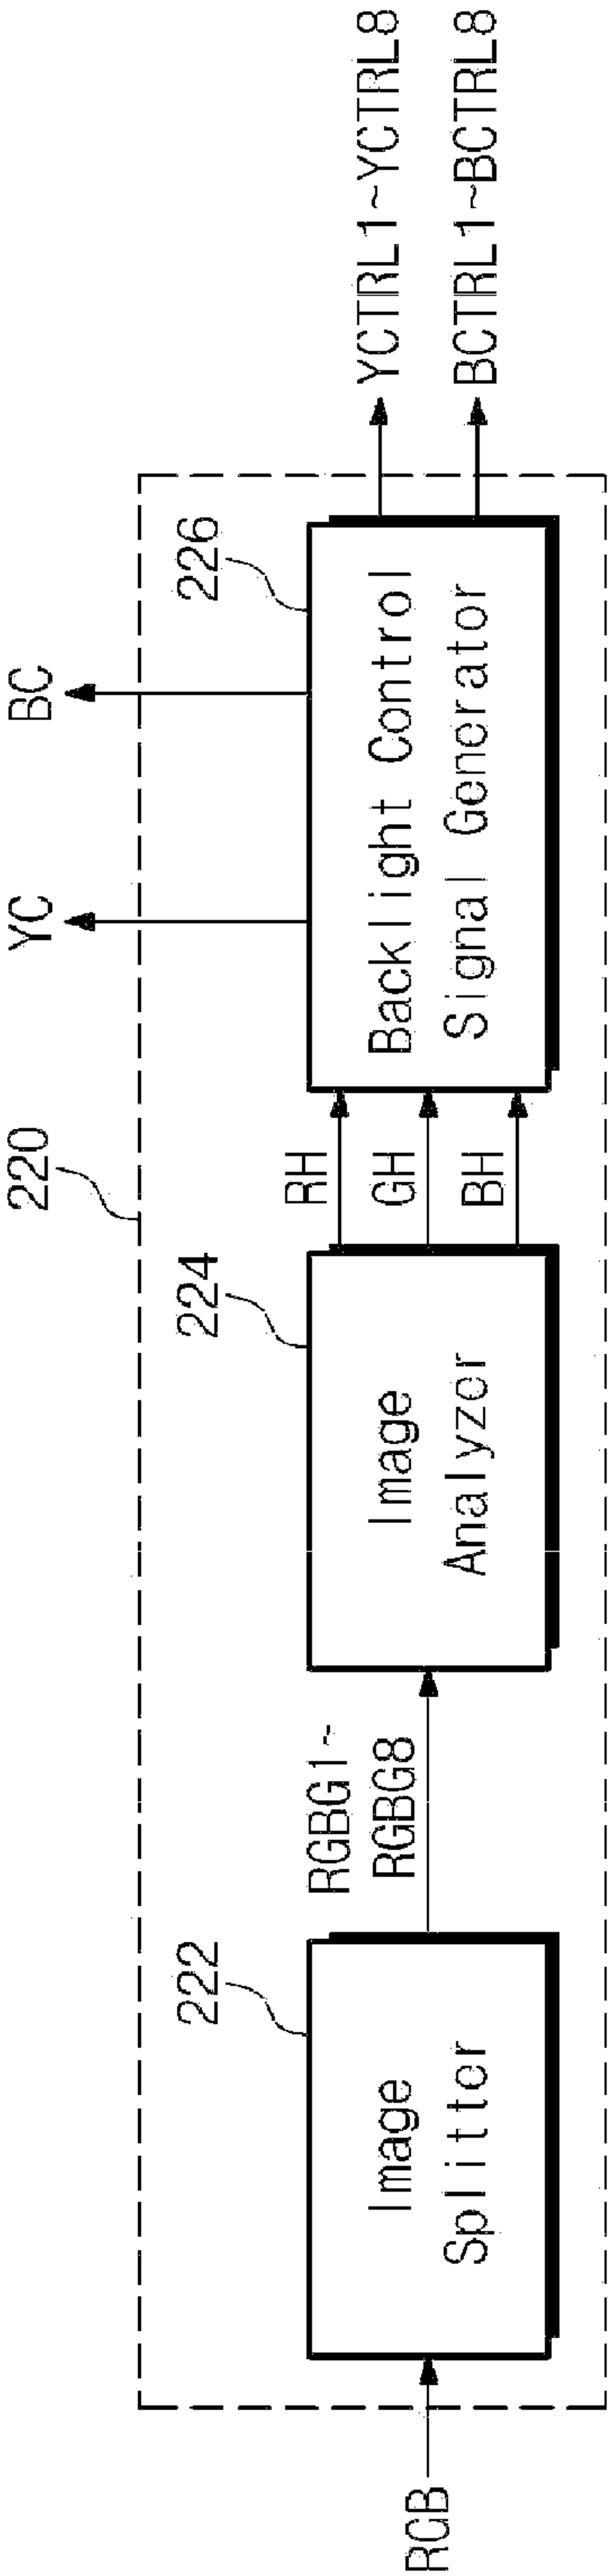 220
YC
BC
222
224
226
RGB
Image
Splitter
RGBG1~
RGBG8
Image
Analyzer
RH
GH
BH
Backlight Control
Signal Generator
YCTRL1~YCTRL8
BCTRL1~BCTRL8